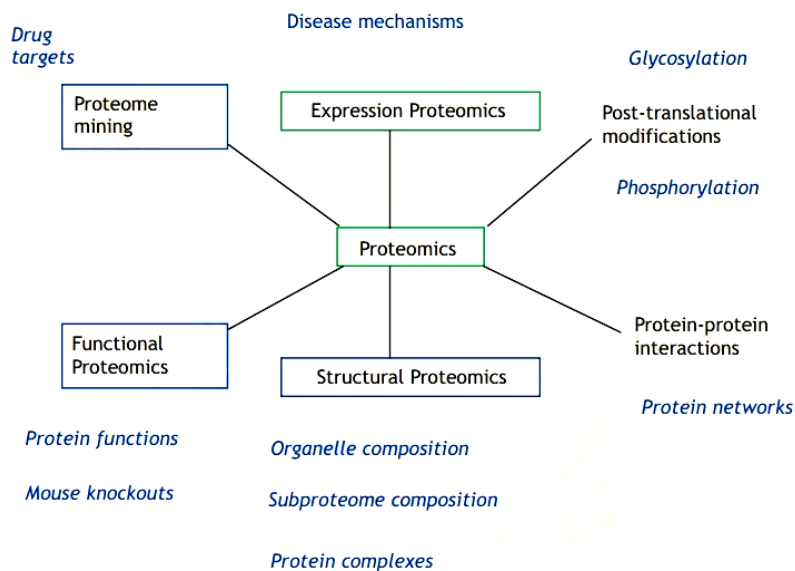 Disease mechanisms
Drug
targets
Glycosylation
Proteome
mining
Expression Proteomics
Post-translational
modifications
Phosphorylation
Proteomics
Functional
Proteomics
Structural Proteomics
Protein-protein
interactions
Protein networks
Protein functions
Organelle composition
Mouse knockouts
Subproteome composition
Protein complexes